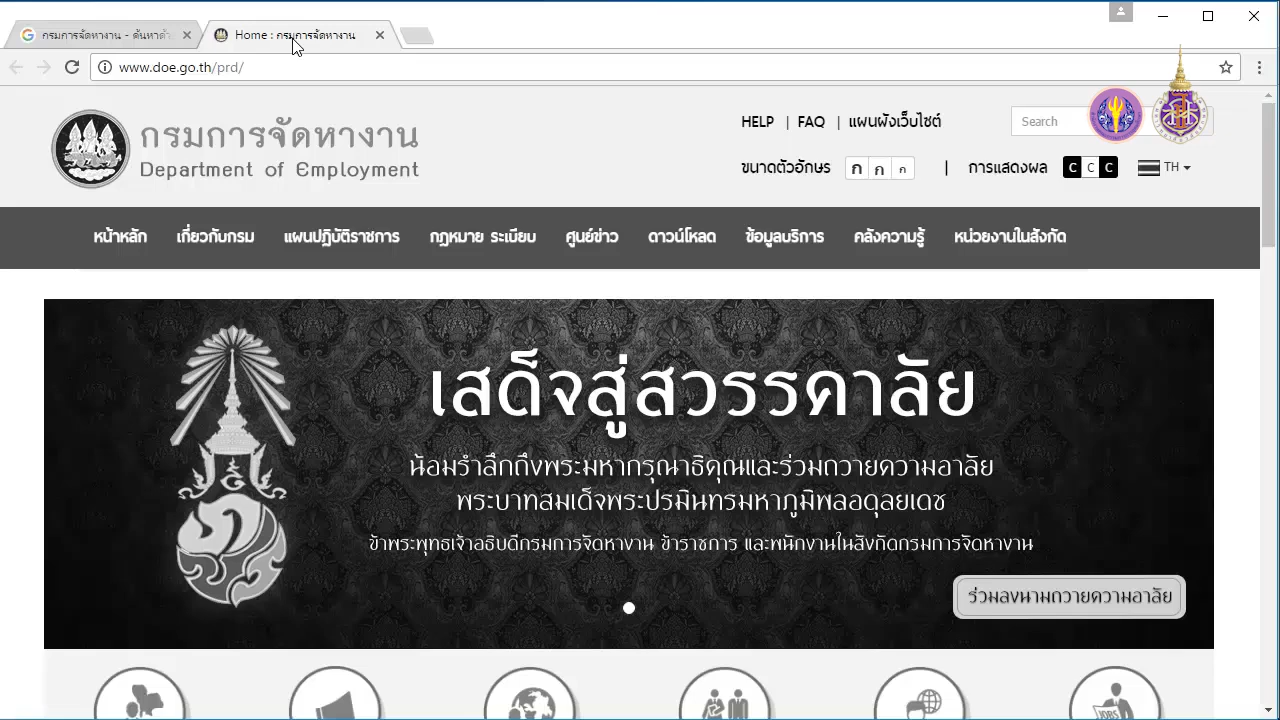 กรมการจัดหางาน - ค้นหาด้ว
Home : กรมการจัดหางาน
www.doe.go.th/prd/
กรมการจัดหางาน
Department of Employment
HELP | FAQ | แผนผังเว็บไซต์
Search
ขนาดตัวอักษร ก ก ก | การแสดงผล C C C TH
หน้าหลัก เกี่ยวกับกรม แผนปฏิบัติราชการ กฎหมาย ระเบียบ ศูนย์ข่าว ดาวน์โหลด ข้อมูลบริการ คลังความรู้ หน่วยงานในสังกัด
เสด็จสู่สวรรคาลัย
น้อมรำลึกถึงพระมหากรุณาธิคุณและร่วมถวายความอาลัย
พระบาทสมเด็จพระปรมินทรมหาภูมิพลอดุลยเดช
ข้าพระพุทธเจ้าอธิบดีกรมการจัดหางาน ข้าราชการ และพนักงานในสังกัดกรมการจัดหางาน
ร่วมลงนามถวายความอาลัย
JOBS